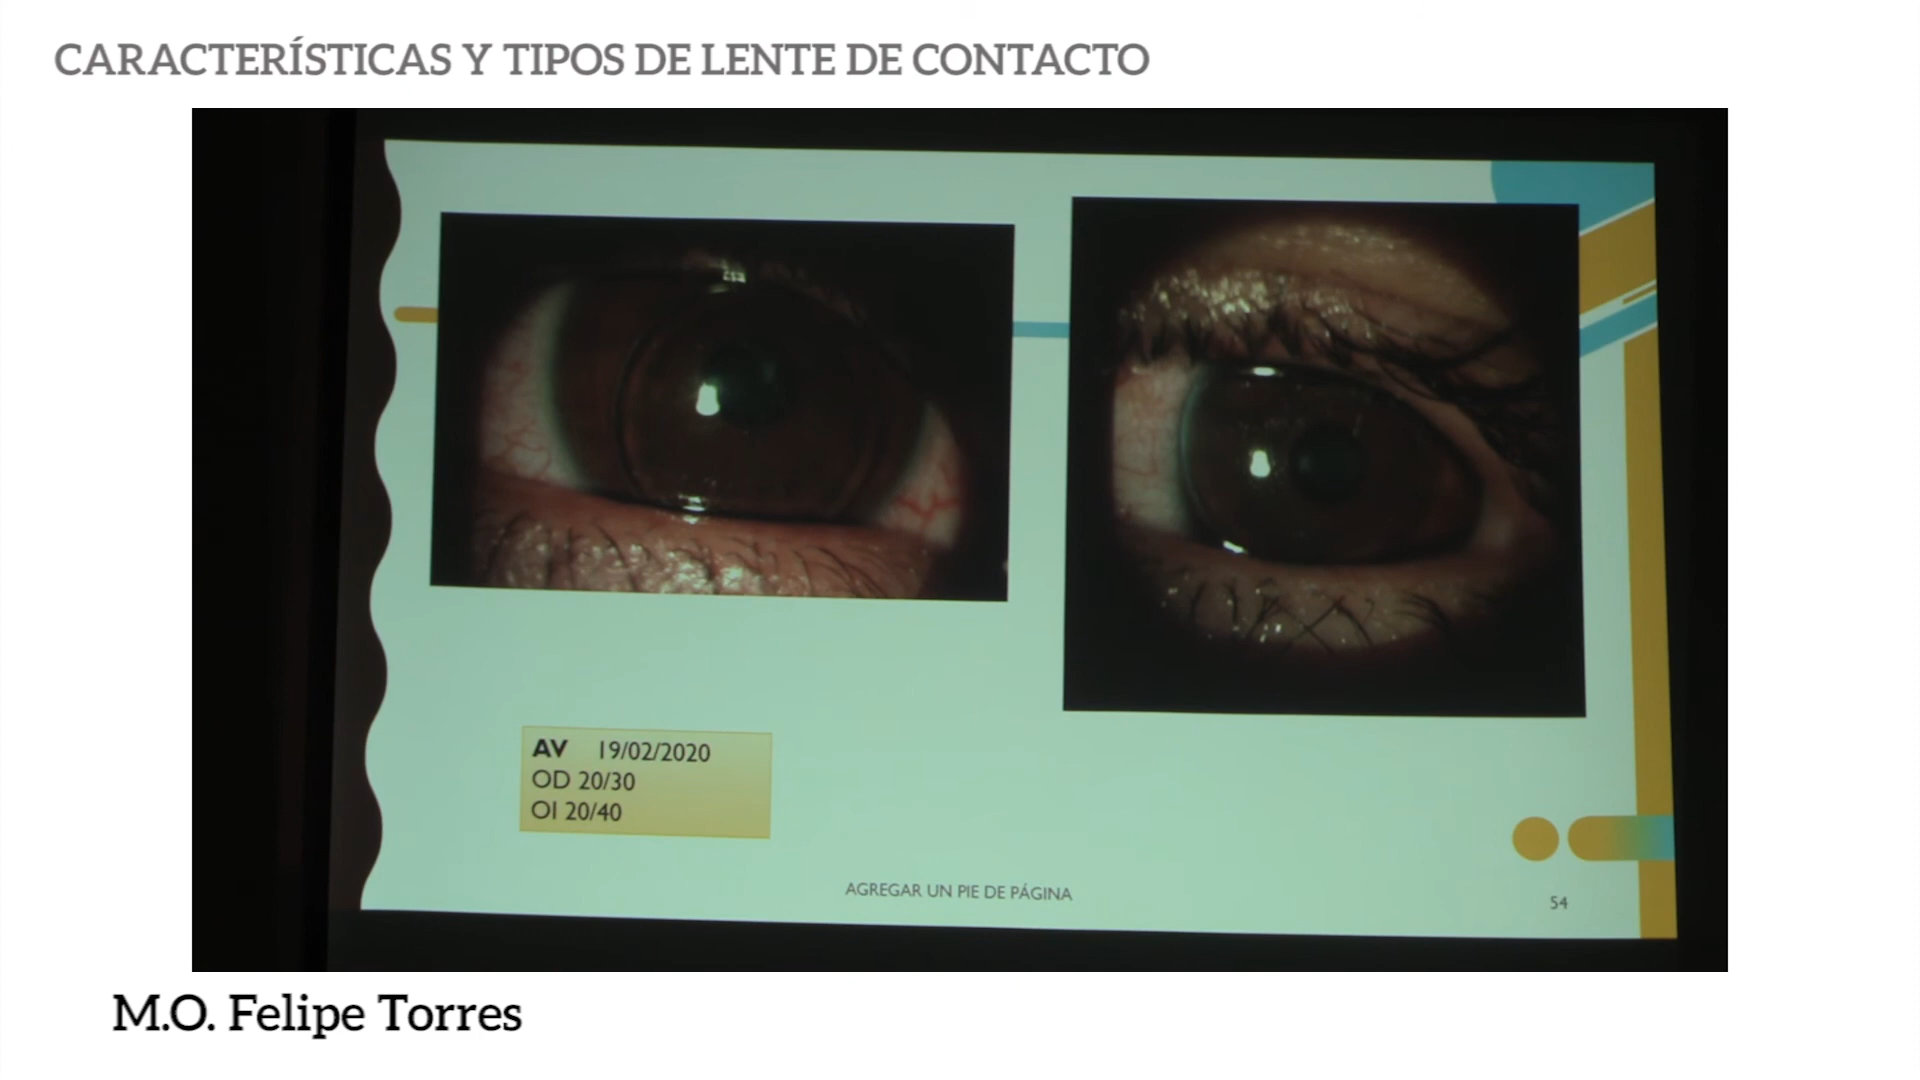 CARACTERÍSTICAS Y TIPOS DE LENTE DE CONTACTO
AV 19/02/2020
OD 20/30
OI 20/40
AGREGAR UN PIE DE PÁGINA
54
M.O. Felipe Torres